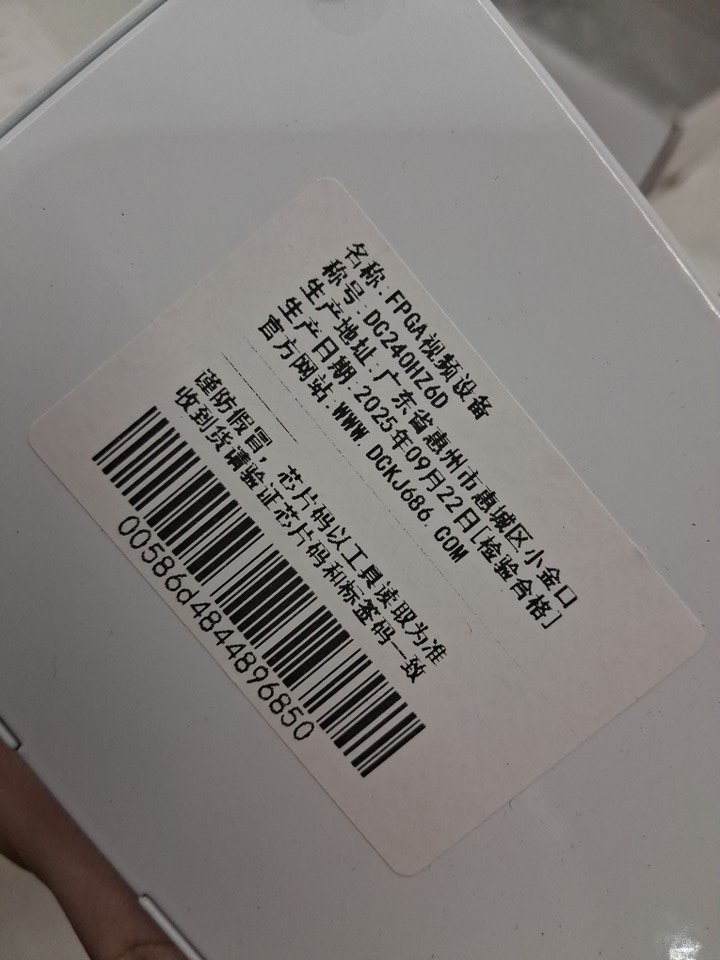 名称:FPGA视频设备
称号:DC240HZ6D
生产地址:广东省惠州市惠城区小金口
生产日期:2025年09月22日[检验合格]
官方网站:WWW.DCKJ686.COM
谨防假冒，芯片码以工具读取为准
收到货请验证芯片码和标签码一致
00586d4844896850